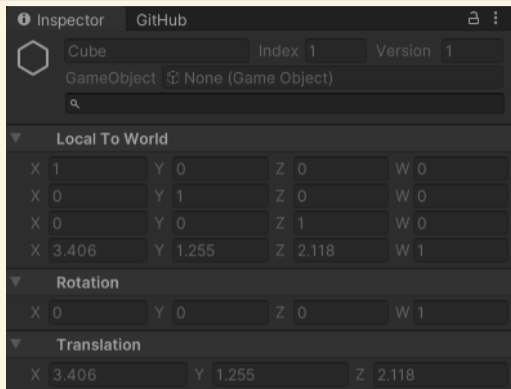 Inspector GitHub
Cube Index 1 Version 1
GameObject None (Game Object)
Local To World
X 1 Y 0 Z 0 W 0
X 0 Y 1 Z 0 W 0
X 0 Y 0 Z 1 W 0
X 3.406 Y 1.255 Z 2.118 W 1
Rotation
X 0 Y 0 Z 0 W 1
Translation
X 3.406 Y 1.255 Z 2.118